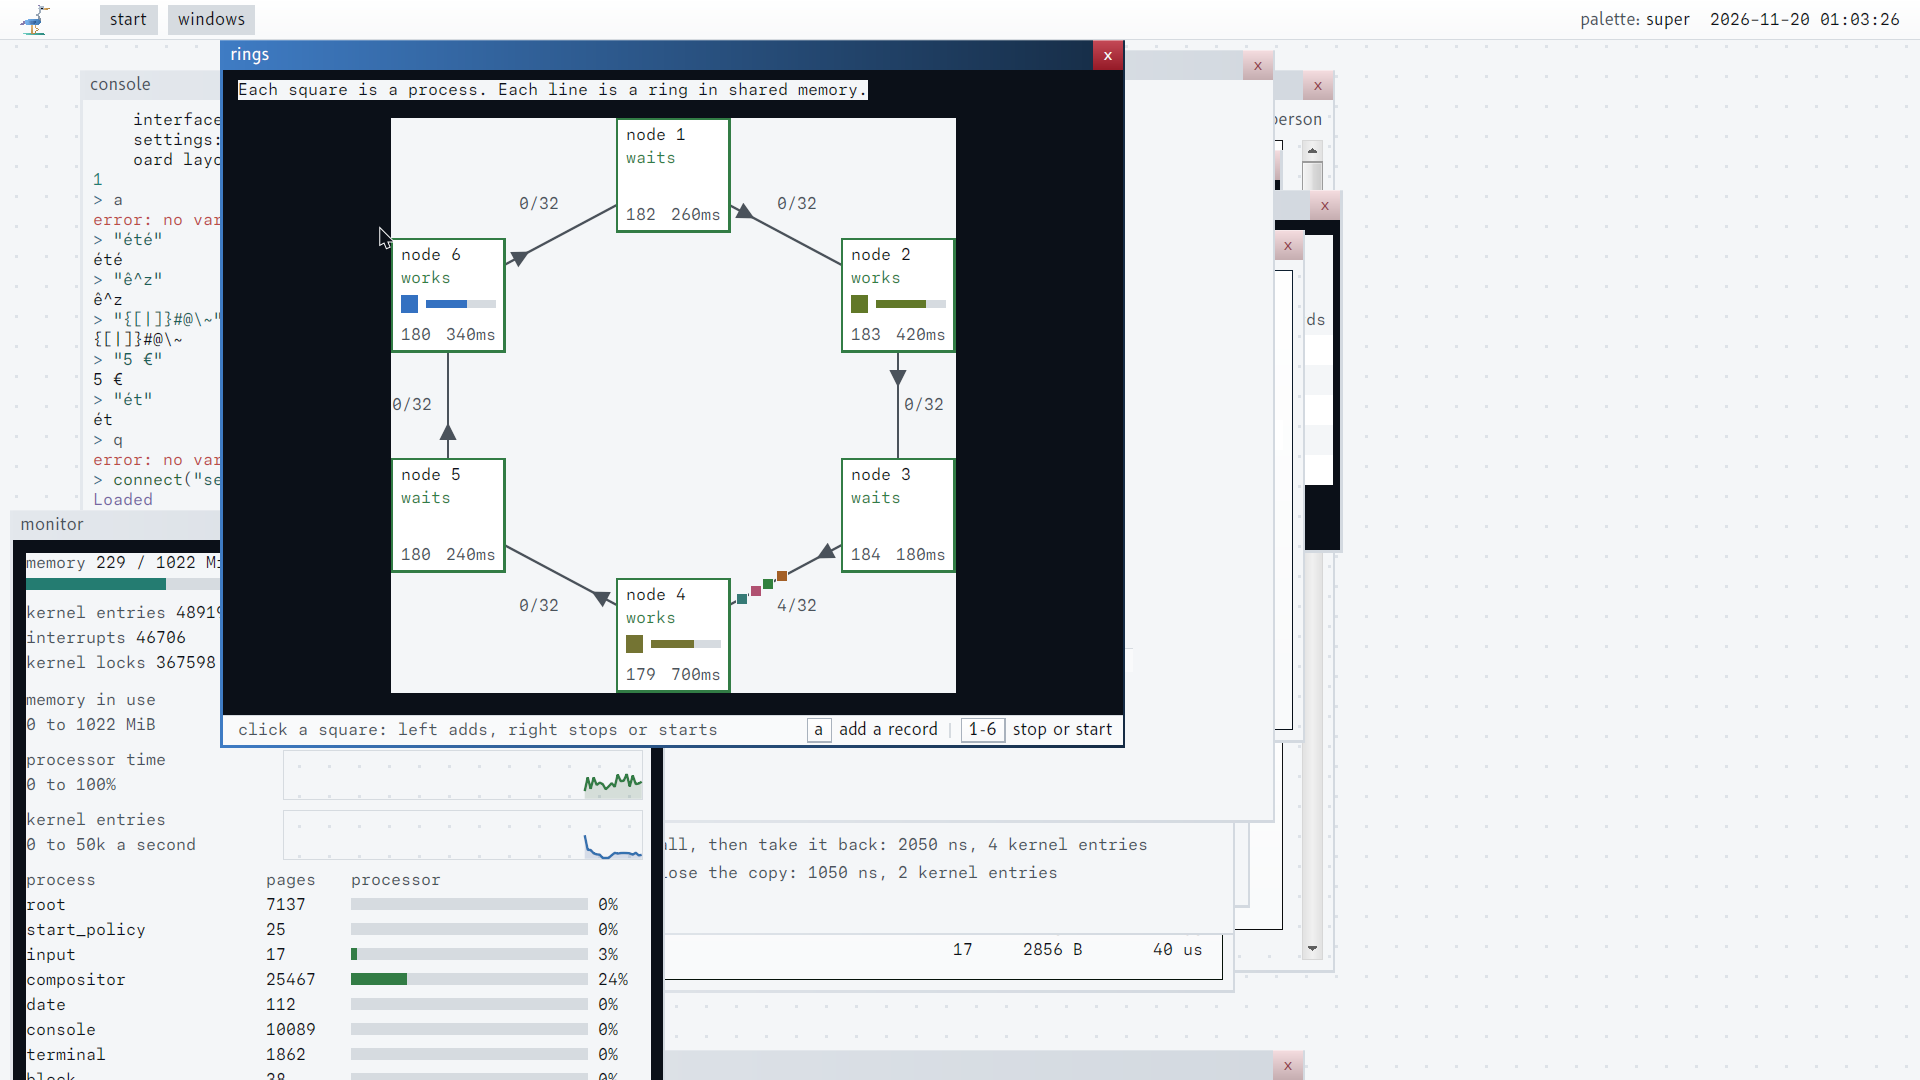 start
windows
palette: super 2026-11-20 01:03:26
console
interface
settings:
oard layo
1
> a
error: no var
> "été"
été
> "ê^z"
ê^z
> "{[|]}#@\~"
{[|]}#@\~
> "5 €"
5 €
> "ét"
ét
> q
error: no var
> connect("se
Loaded
rings
x
Each square is a process. Each line is a ring in shared memory.
node 1
waits
182 260ms
0/32
0/32
node 6
works
180 340ms
node 2
works
183 420ms
0/32
0/32
node 5
waits
180 240ms
node 3
waits
184 180ms
0/32
4/32
node 4
works
179 700ms
click a square: left adds, right stops or starts
a add a record | 1-6 stop or start
x
x
person
x
x
ds
monitor
memory 229 / 1022 Mi
kernel entries 48919
interrupts 46706
kernel locks 367598
memory in use
0 to 1022 MiB
processor time
0 to 100%
kernel entries
0 to 50k a second
process pages processor
root 7137 0%
start_policy 25 0%
input 17 3%
compositor 25467 24%
date 112 0%
console 10089 0%
terminal 1862 0%
all, then take it back: 2050 ns, 4 kernel entries
lose the copy: 1050 ns, 2 kernel entries
17 2856 B 40 us
x